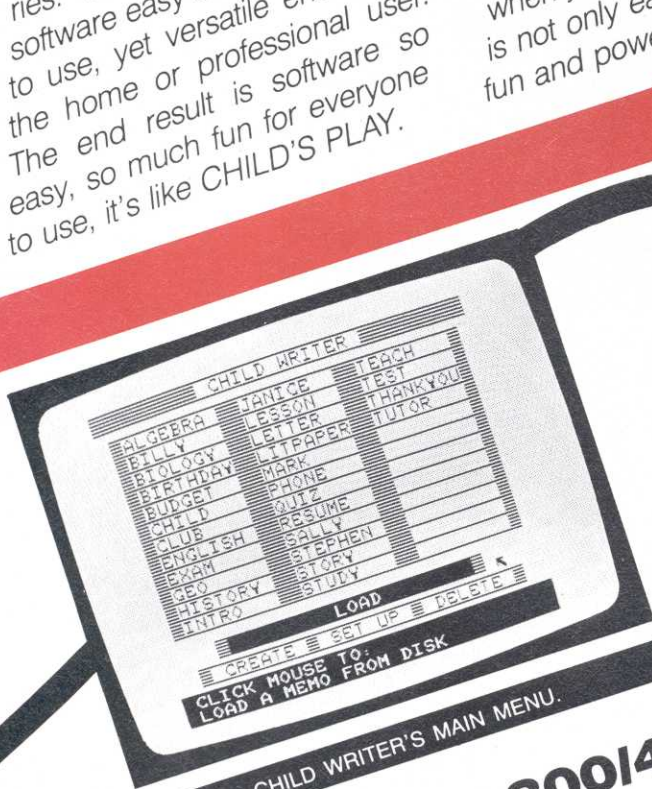 ries.
software easy
to use, yet versatile
the home or professional user.
The end result is software so
easy, so much fun for everyone
to use, it's like CHILD'S PLAY.
when
is not only
fun and
CHILD WRITER
ALGEBRA JANICE TEACH
BILLY LESSON TEST
BIOLOGY LETTER THANKYOU
BIRTHDAY LITPAPER TUTOR
BUDGET MARK
CHILD PHONE
CLUB QUIZ
ENGLISH RESUME
EXAM SALLY
GEO STEPHEN
HISTORY STORY
INTRO STUDY
LOAD
CREATE SET UP DELETE
CLICK MOUSE TO:
LOAD A MEMO FROM DISK
CHILD WRITER'S MAIN MENU.
800/4